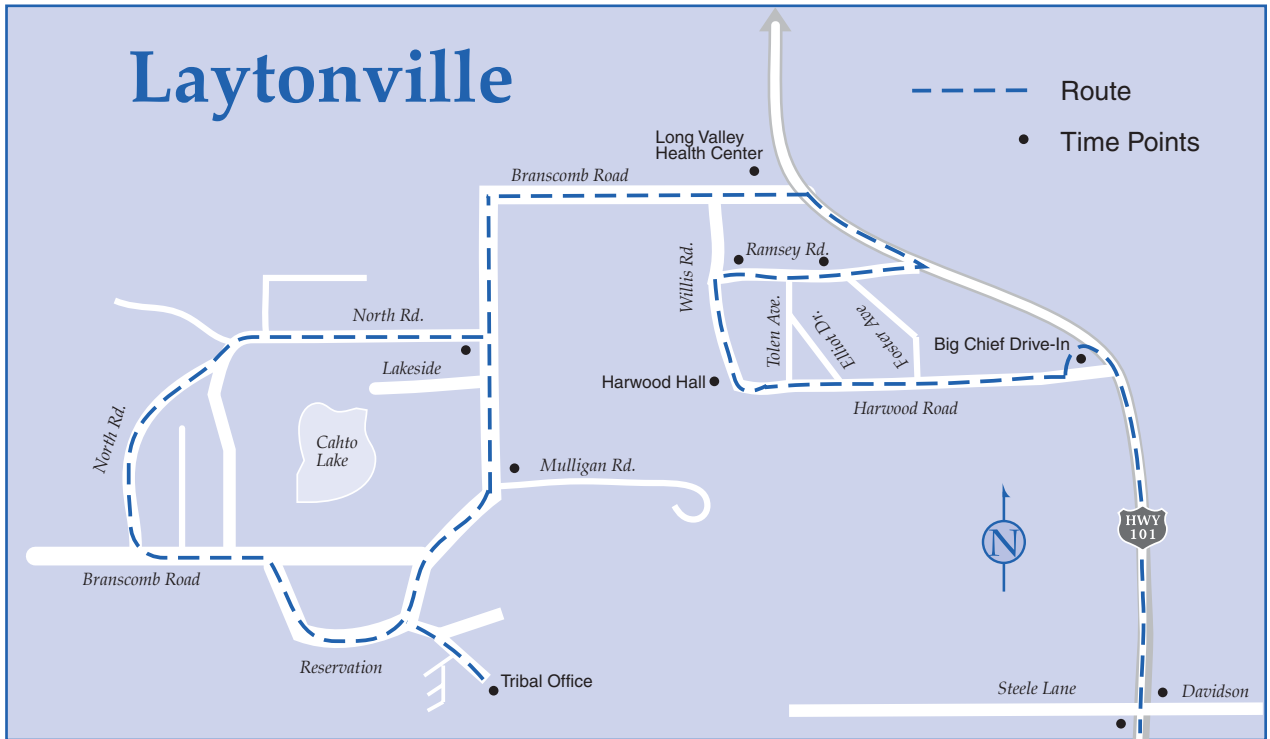 Laytonville
Route
Time Points
Long Valley
Health Center
Branscomb Road
Ramsey Rd.
Willis Rd.
Tolen Ave.
Elliot Dr.
Foster Ave
Big Chief Drive-In
North Rd.
Lakeside
Harwood Hall
Harwood Road
North Rd.
Cahto
Lake
Mulligan Rd.
HWY
101
N
Branscomb Road
Reservation
Tribal Office
Steele Lane
Davidson